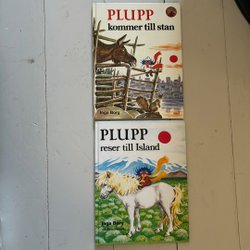 PLUPP
kommer till stan
Inga Borg
PLUPP
reser till Island
Inga Borg